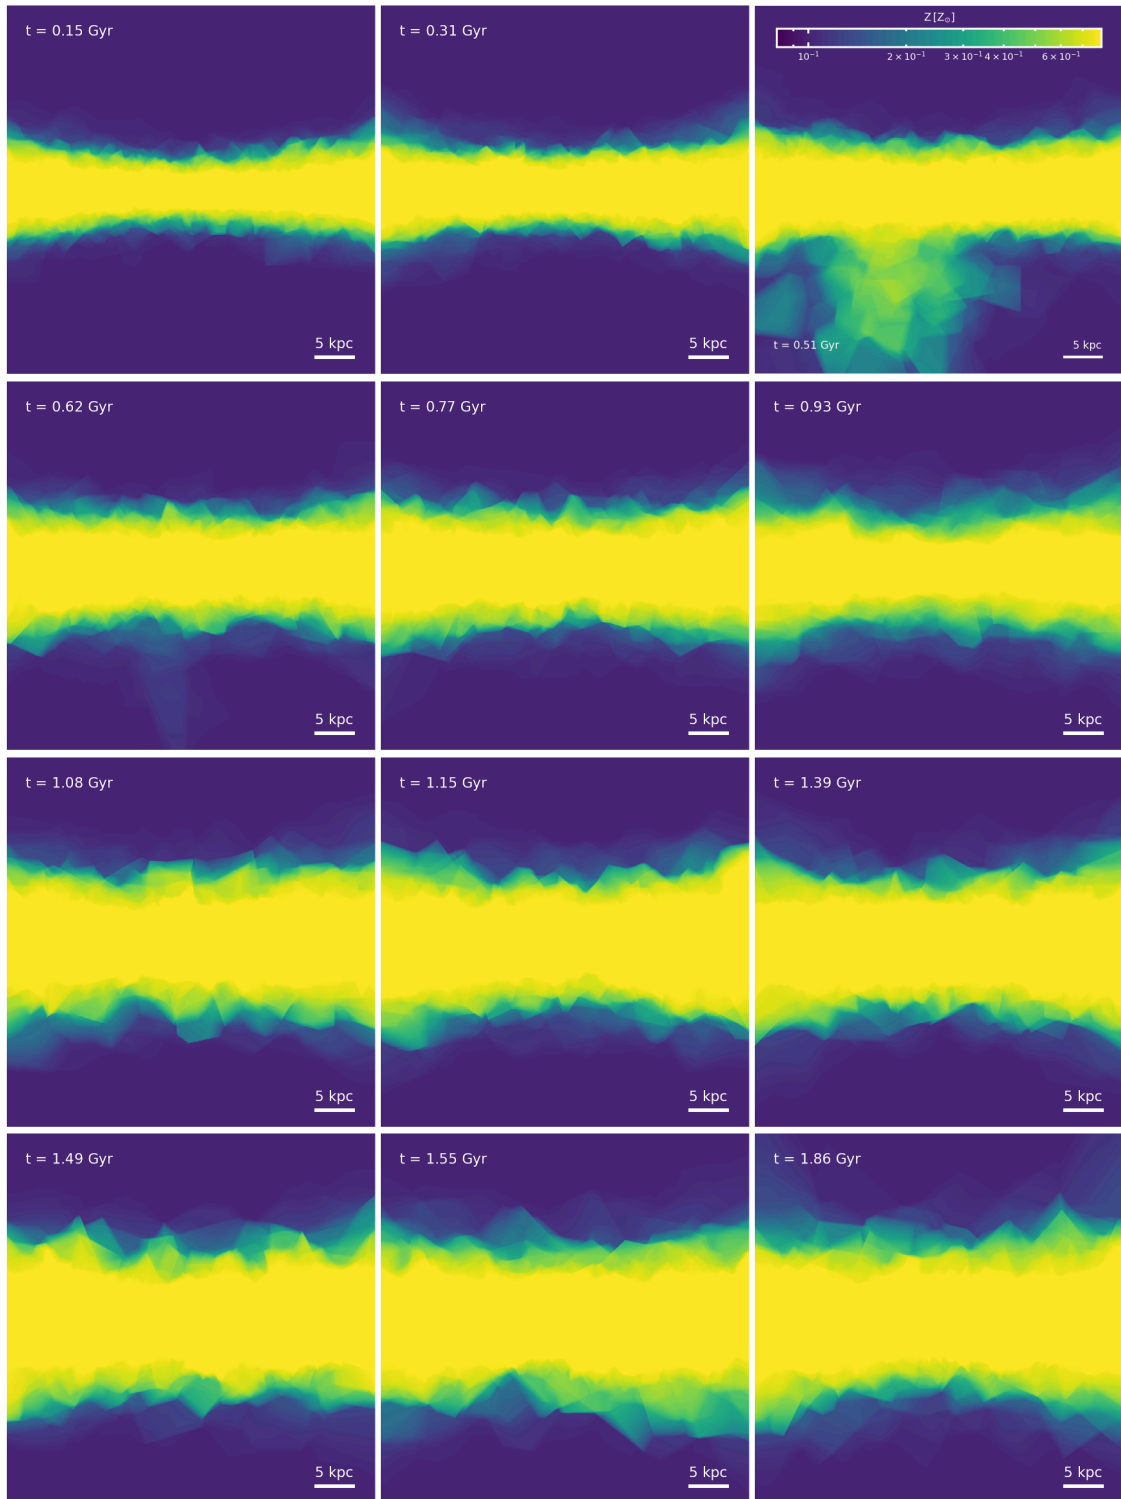 t = 0.15 Gyr
5 kpc
t = 0.31 Gyr
5 kpc
Z [Z⊙]
10⁻¹ 2 × 10⁻¹ 3 × 10⁻¹ 4 × 10⁻¹ 6 × 10⁻¹
t = 0.51 Gyr
5 kpc
t = 0.62 Gyr
5 kpc
t = 0.77 Gyr
5 kpc
t = 0.93 Gyr
5 kpc
t = 1.08 Gyr
5 kpc
t = 1.15 Gyr
5 kpc
t = 1.39 Gyr
5 kpc
t = 1.49 Gyr
5 kpc
t = 1.55 Gyr
5 kpc
t = 1.86 Gyr
5 kpc